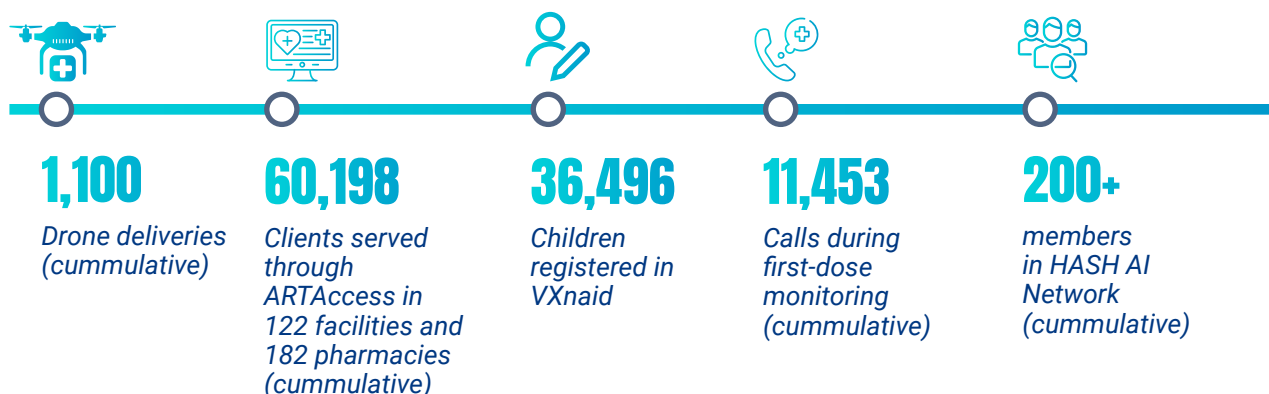 1,100
Drone deliveries
(cummulative)
60,198
Clients served
through
ARTAccess in
122 facilities and
182 pharmacies
(cummulative)
36,496
Children
registered in
VXnaid
11,453
Calls during
first-dose
monitoring
(cummulative)
200+
members
in HASH AI
Network
(cummulative)